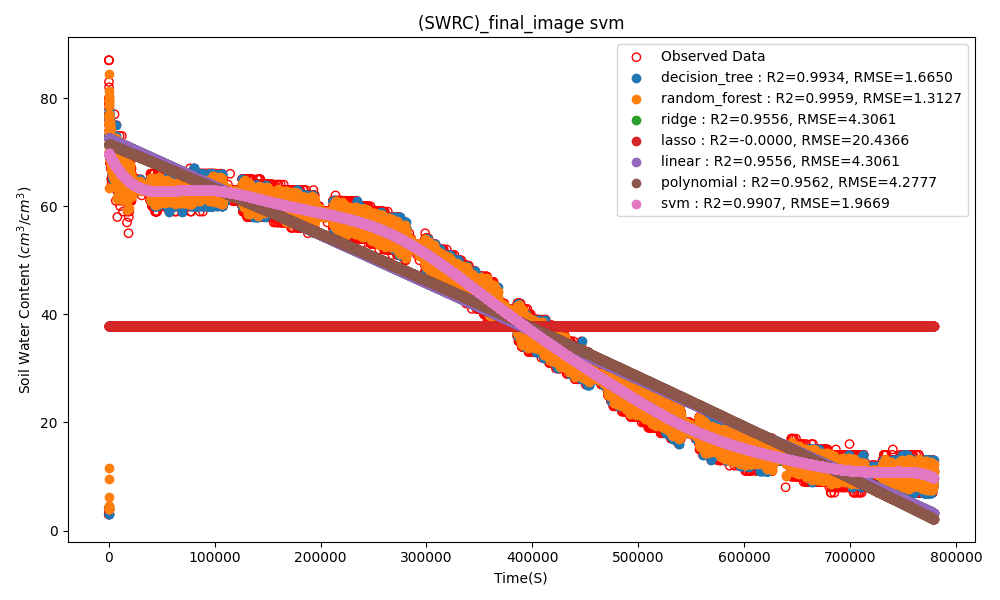 (SWRC)_final_image svm
Observed Data
decision_tree : R2=0.9934, RMSE=1.6650
random_forest : R2=0.9959, RMSE=1.3127
ridge : R2=0.9556, RMSE=4.3061
lasso : R2=-0.0000, RMSE=20.4366
linear : R2=0.9556, RMSE=4.3061
polynomial : R2=0.9562, RMSE=4.2777
svm : R2=0.9907, RMSE=1.9669
Soil Water Content (cm³/cm³)
80
60
40
20
0
0 100000 200000 300000 400000 500000 600000 700000 800000
Time(S)